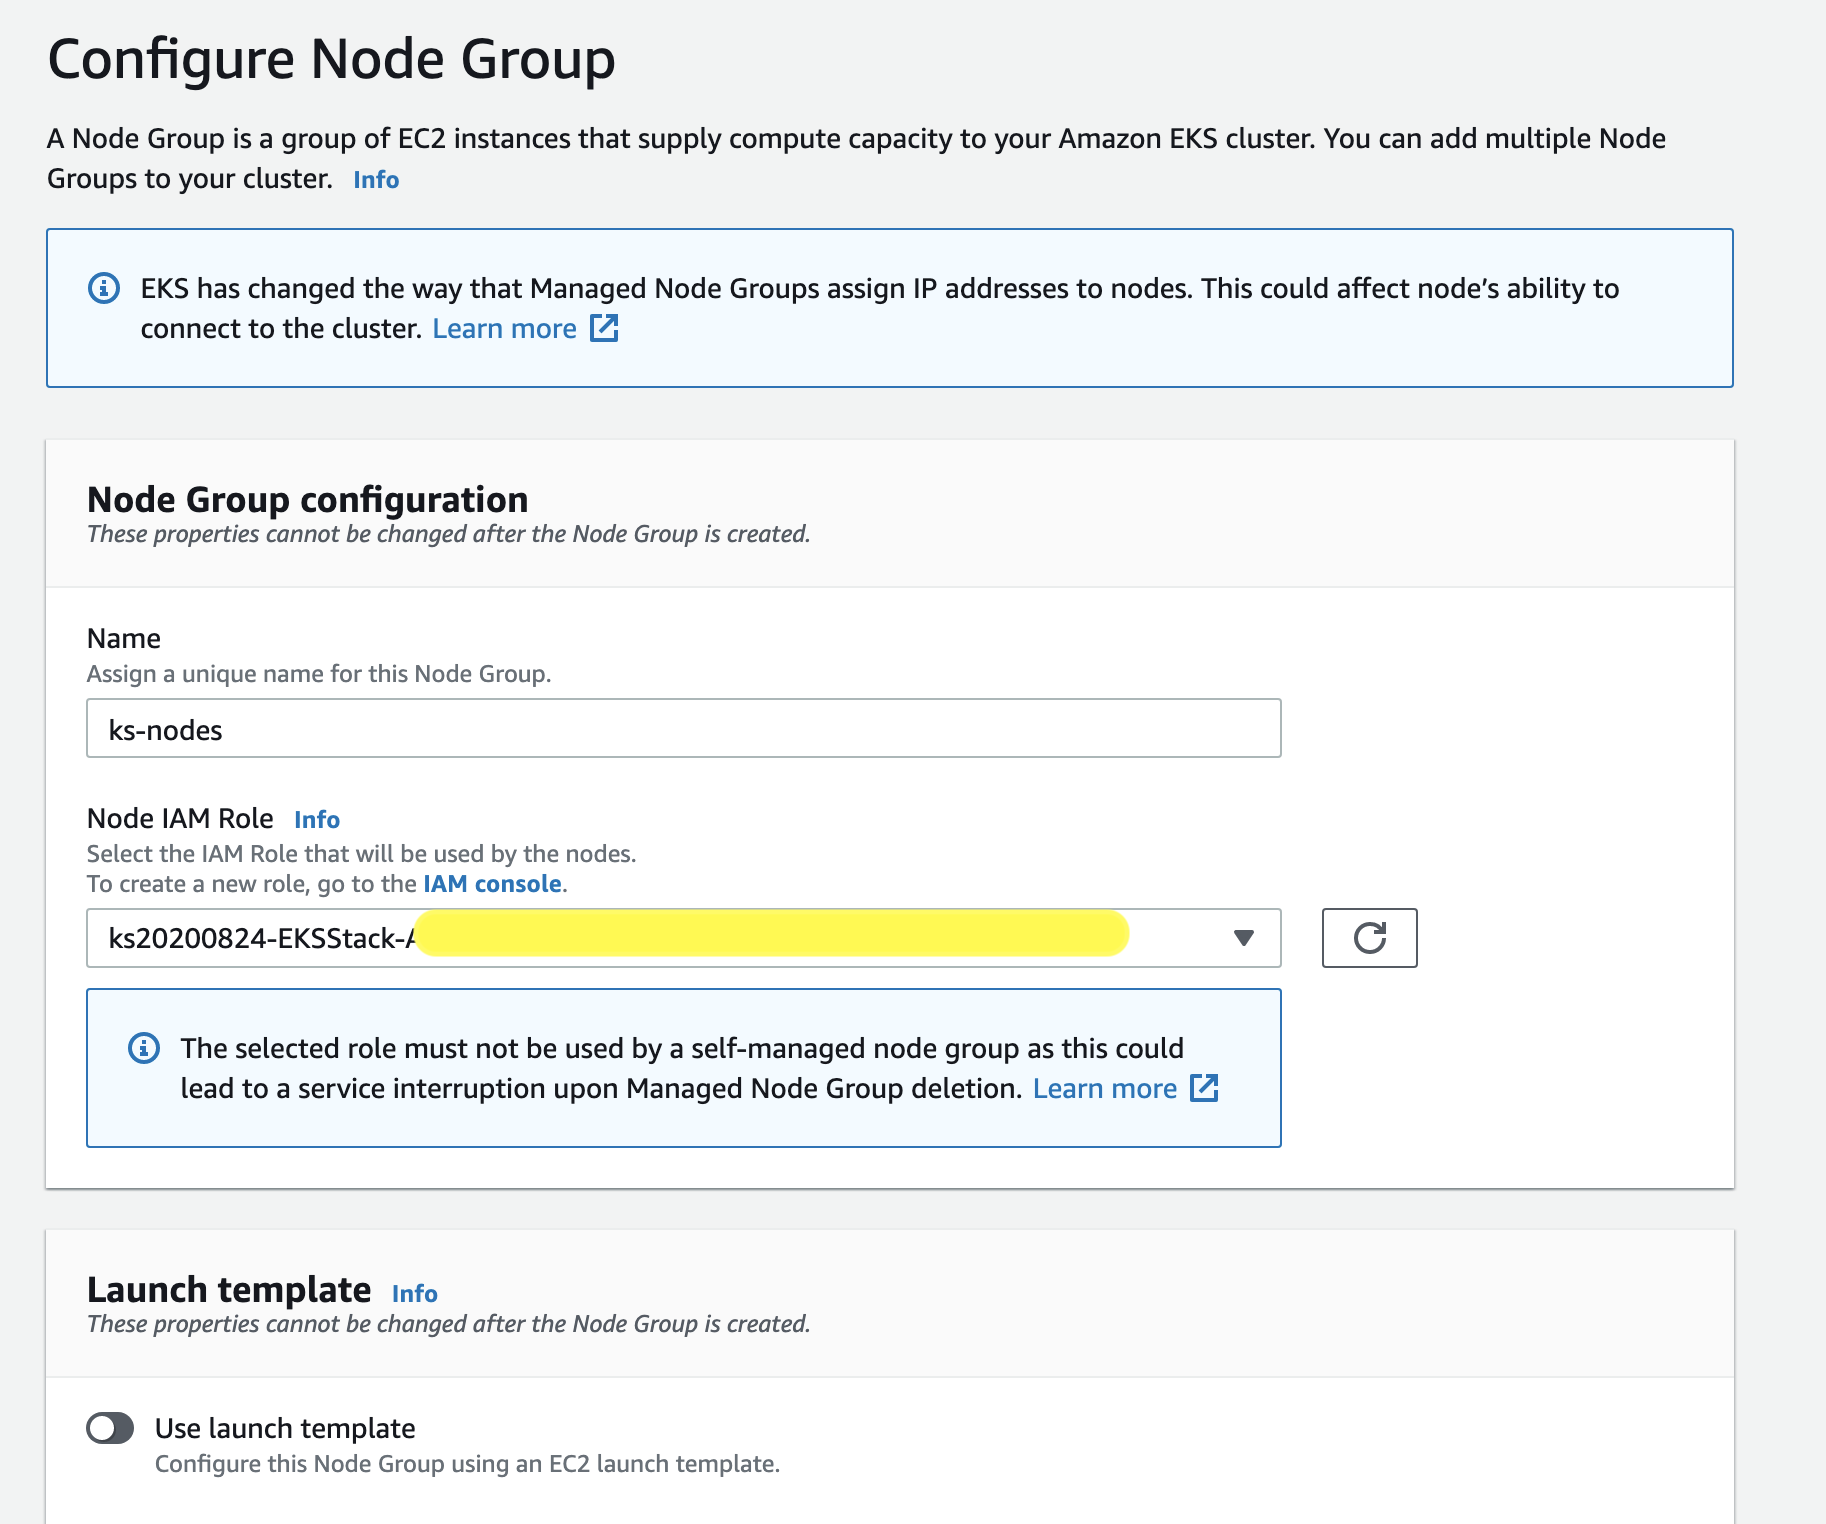 Configure Node Group
A Node Group is a group of EC2 instances that supply compute capacity to your Amazon EKS cluster. You can add multiple Node
Groups to your cluster. Info
EKS has changed the way that Managed Node Groups assign IP addresses to nodes. This could affect node's ability to
connect to the cluster. Learn more
Node Group configuration
These properties cannot be changed after the Node Group is created.
Name
Assign a unique name for this Node Group.
ks-nodes
Node IAM Role Info
Select the IAM Role that will be used by the nodes.
To create a new role, go to the IAM console.
ks20200824-EKSStack-
The selected role must not be used by a self-managed node group as this could
lead to a service interruption upon Managed Node Group deletion. Learn more
Launch template Info
These properties cannot be changed after the Node Group is created.
Use launch template
Configure this Node Group using an EC2 launch template.